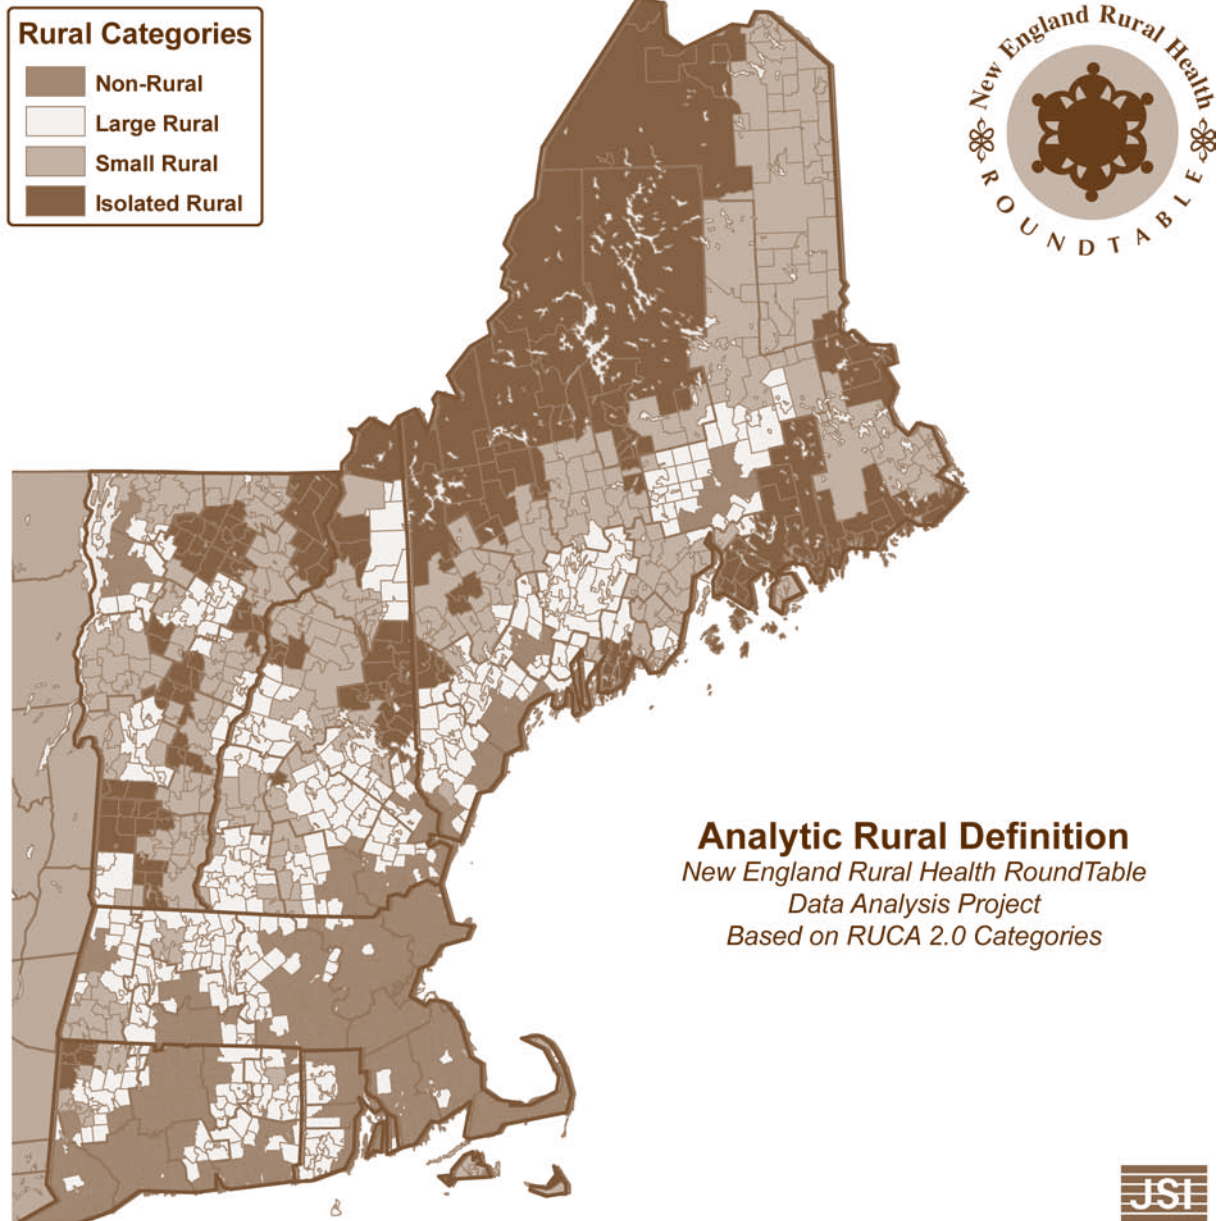 Rural Categories
Non-Rural
Large Rural
Small Rural
Isolated Rural
New England Rural Health
ROUNDTABLE
Analytic Rural Definition
New England Rural Health RoundTable
Data Analysis Project
Based on RUCA 2.0 Categories
JSI